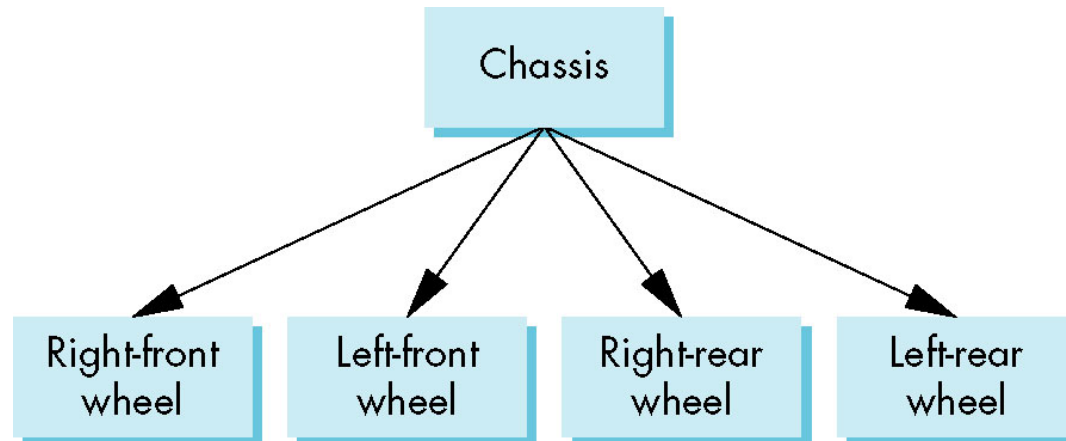 Chassis
Right-front
wheel
Left-front
wheel
Right-rear
wheel
Left-rear
wheel